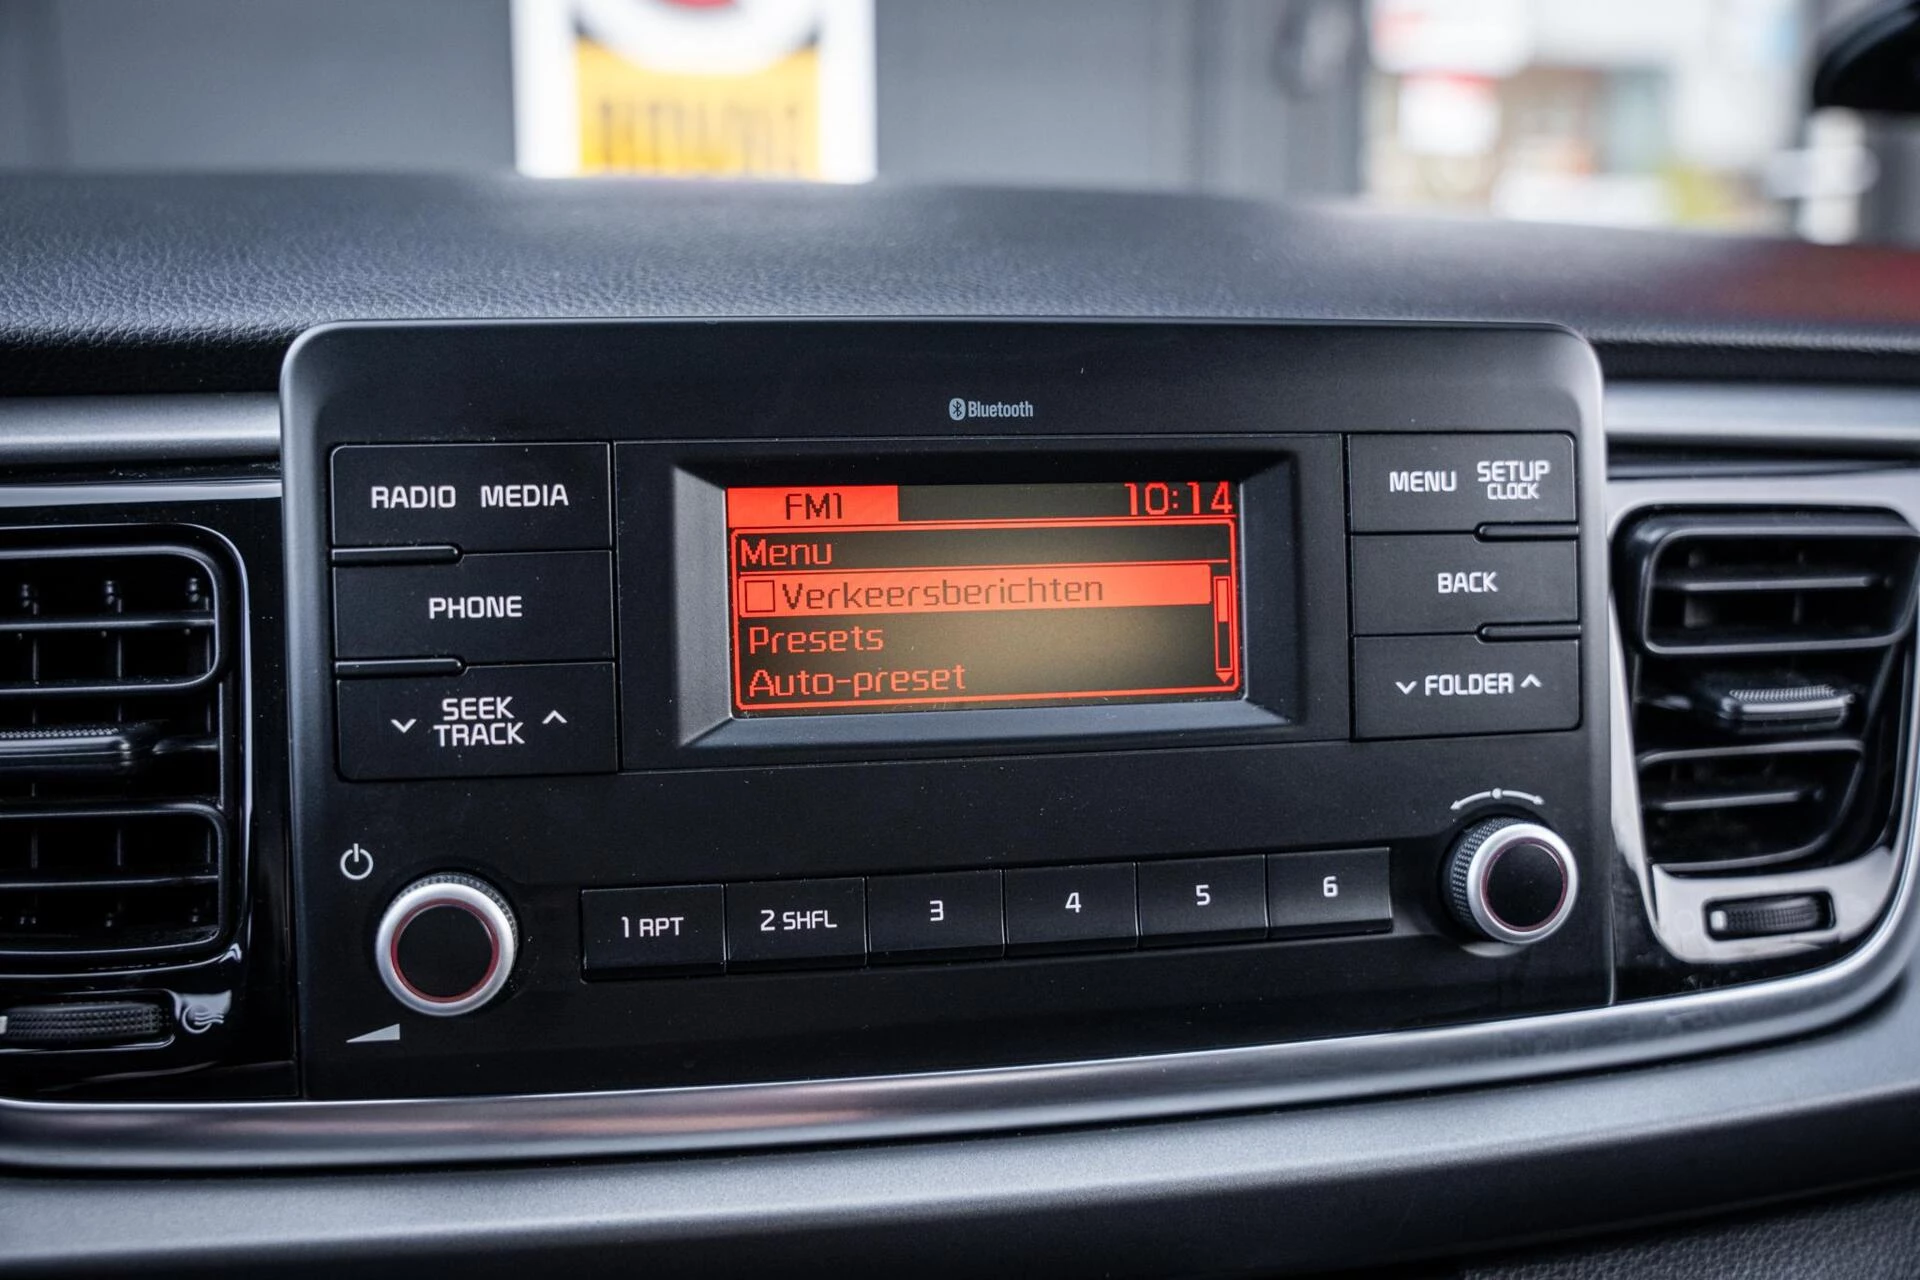 Bluetooth
RADIO MEDIA
PHONE
SEEK
TRACK
FM1 10:14
Menu
Verkeersberichten
Presets
Auto-preset
MENU SETUP
CLOCK
BACK
FOLDER
1 RPT 2 SHFL 3 4 5 6